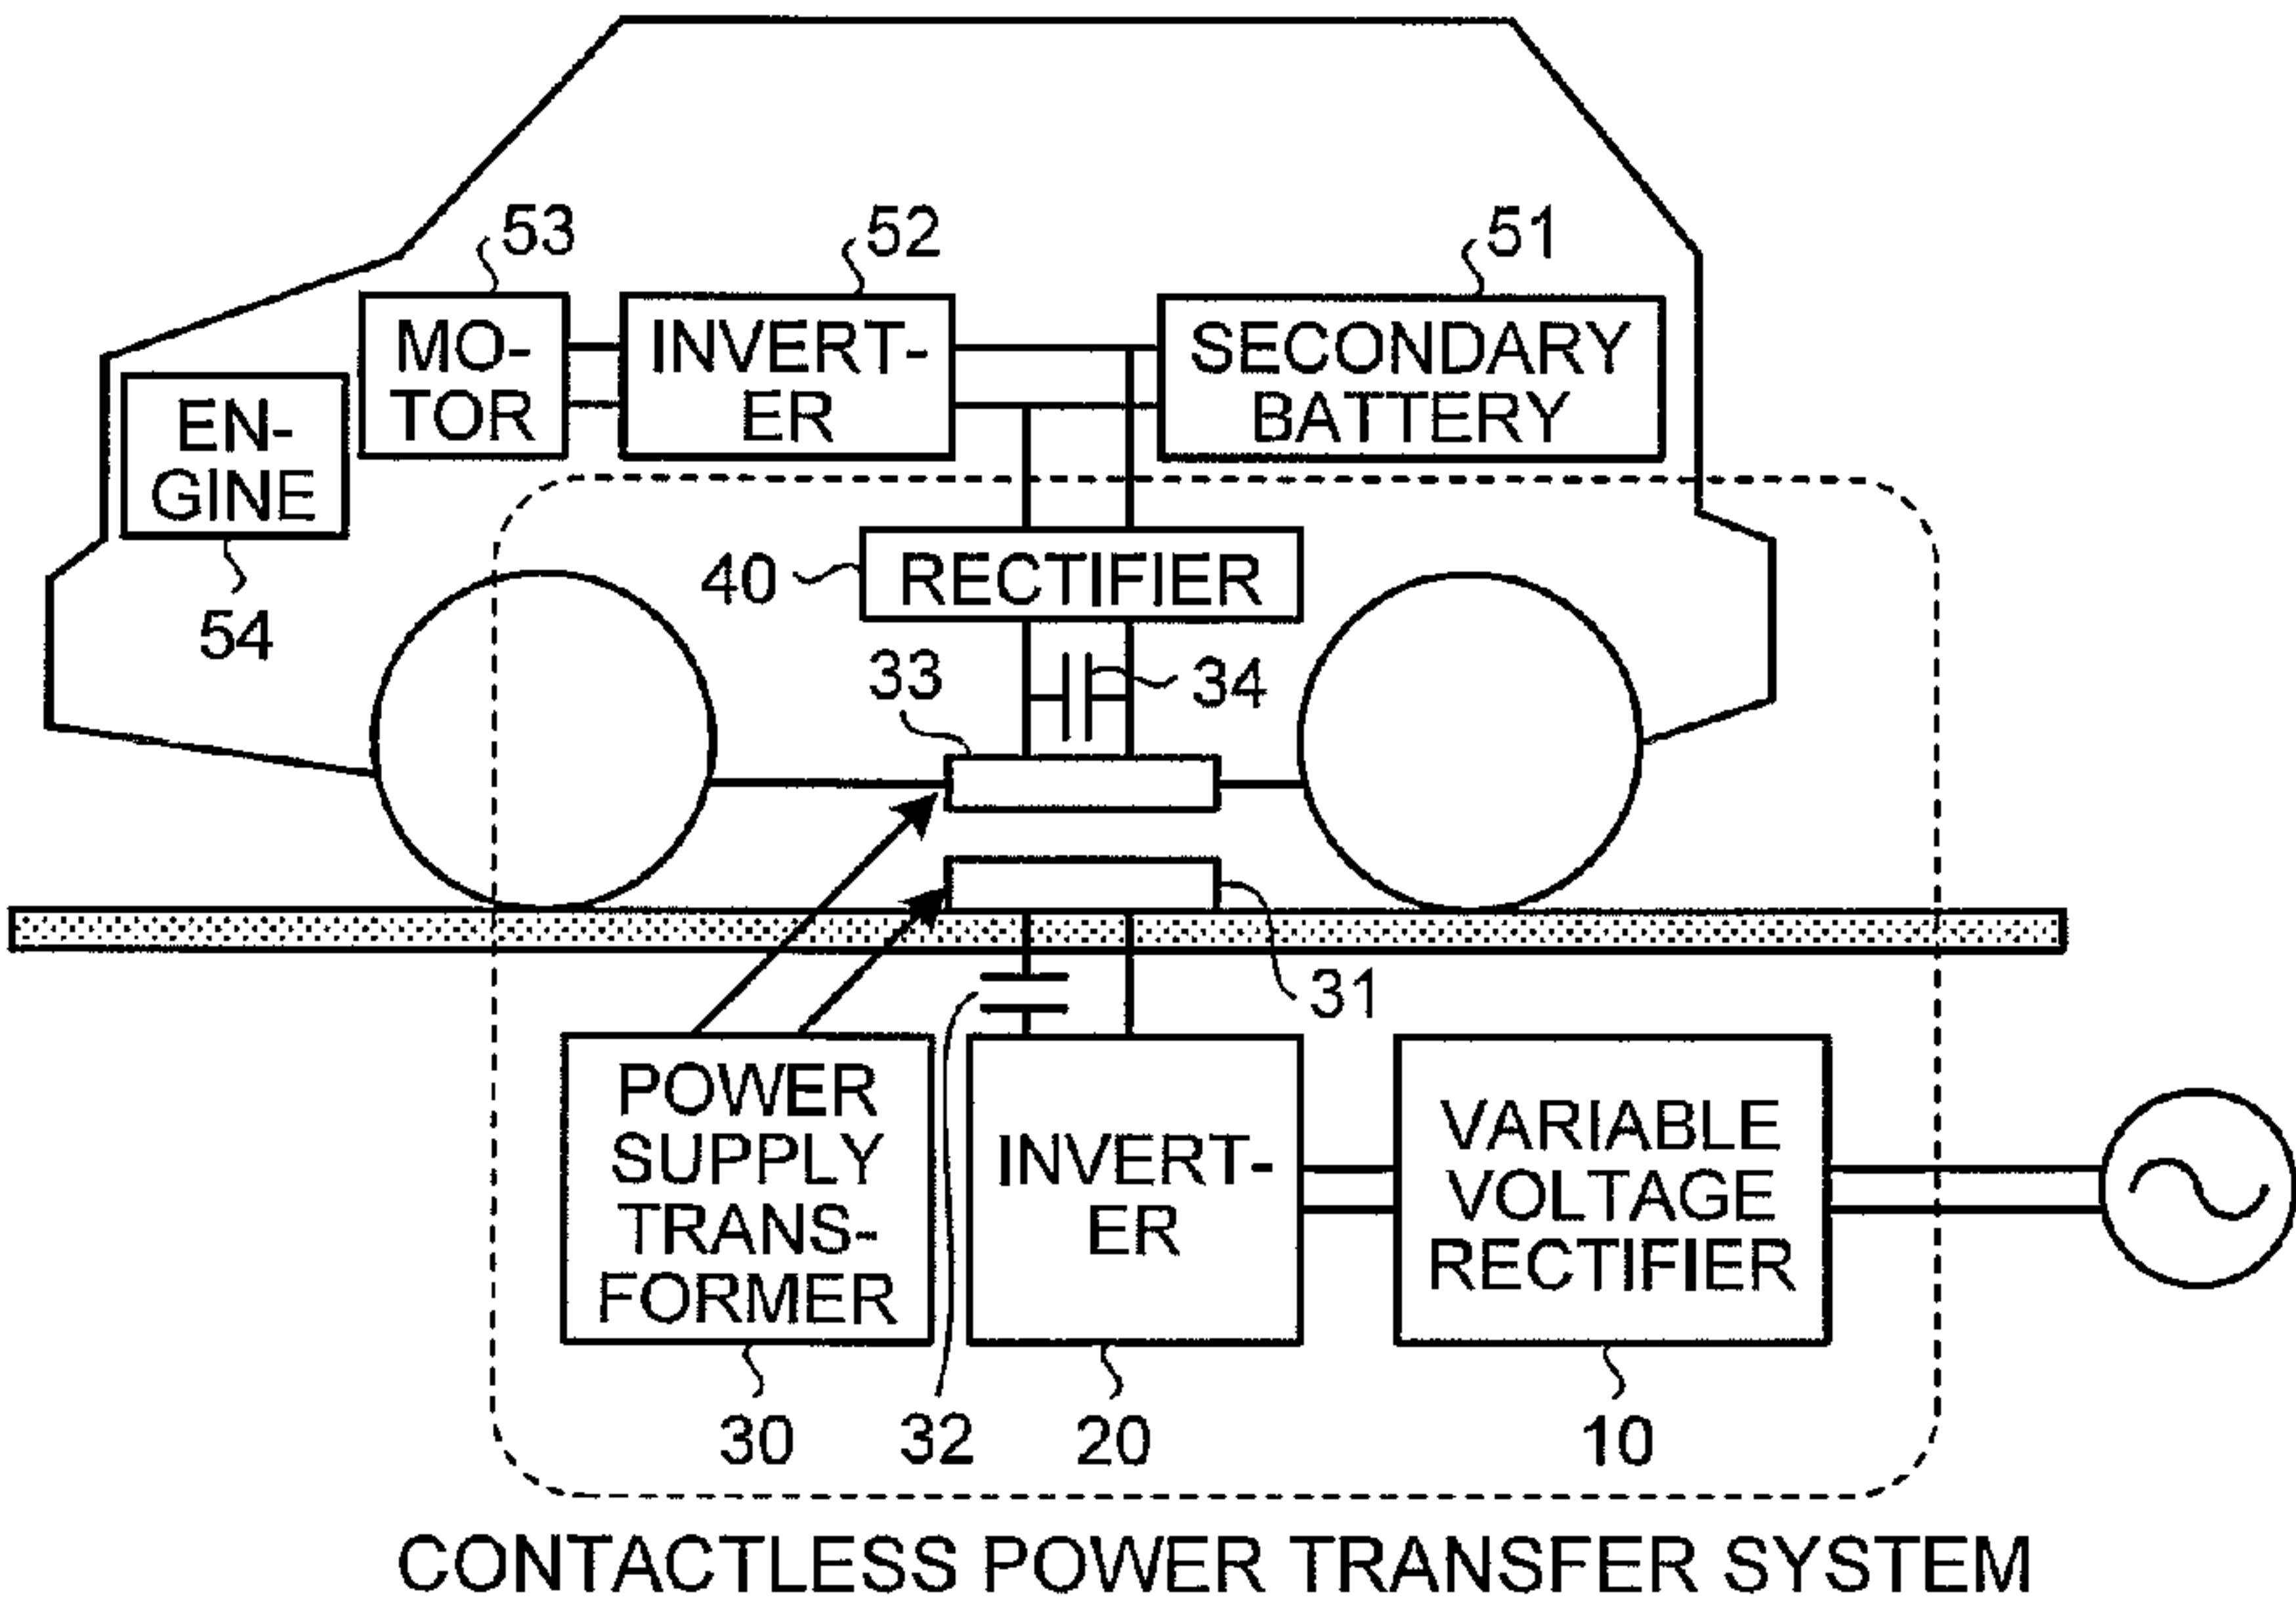 53
52
51
MO-
TOR
INVERT-
ER
SECONDARY
BATTERY
EN-
GINE
54
40
RECTIFIER
33
34
31
POWER
SUPPLY
TRANS-
FORMER
INVERT-
ER
VARIABLE
VOLTAGE
RECTIFIER
30
32
20
10
CONTACTLESS POWER TRANSFER SYSTEM